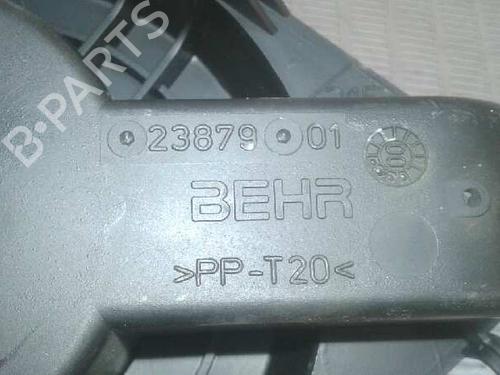 B-PARTS
23879 01
BEHR
>PP-T20<